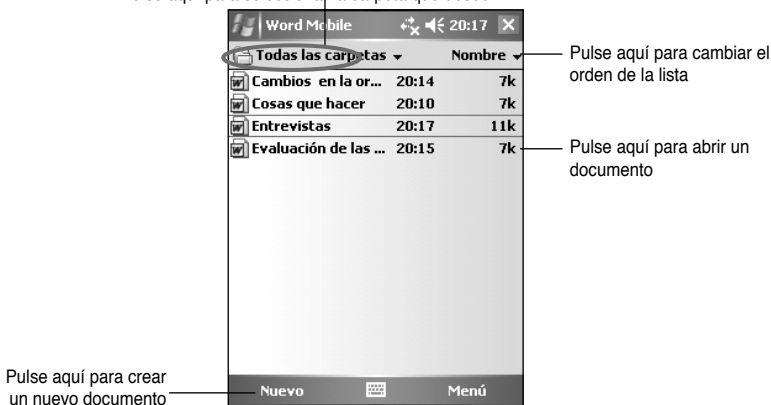 Word Mobile 20:17
Todas las carpetas Nombre
Pulse aquí para cambiar el
orden de la lista
Cambios en la or... 20:14 7k
Cosas que hacer 20:10 7k
Entrevistas 20:17 11k
Evaluación de las ... 20:15 7k
Pulse aquí para abrir un
documento
Pulse aquí para crear
un nuevo documento
Nuevo Menú